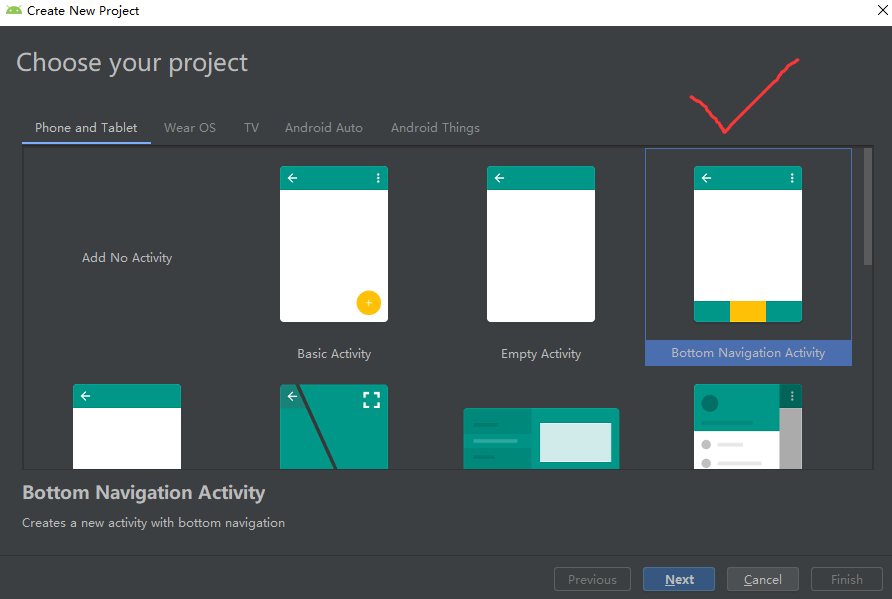 Create New Project
Choose your project
Phone and Tablet
Wear OS
TV
Android Auto
Android Things
Add No Activity
Basic Activity
Empty Activity
Bottom Navigation Activity
Bottom Navigation Activity
Creates a new activity with bottom navigation
Previous
Next
Cancel
Finish